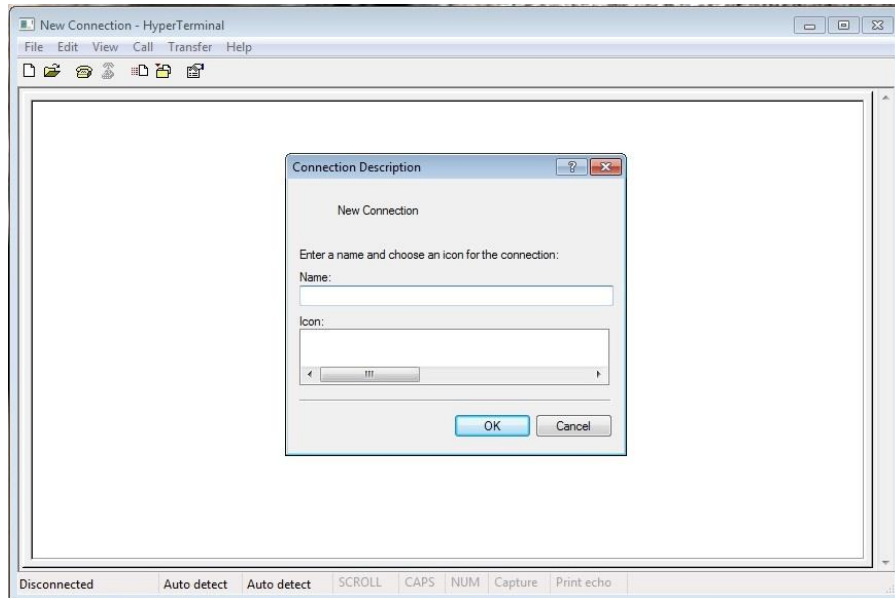 New Connection - HyperTerminal
File Edit View Call Transfer Help
Connection Description
New Connection
Enter a name and choose an icon for the connection:
Name:
Icon:
OK Cancel
Disconnected Auto detect Auto detect SCROLL CAPS NUM Capture Print echo